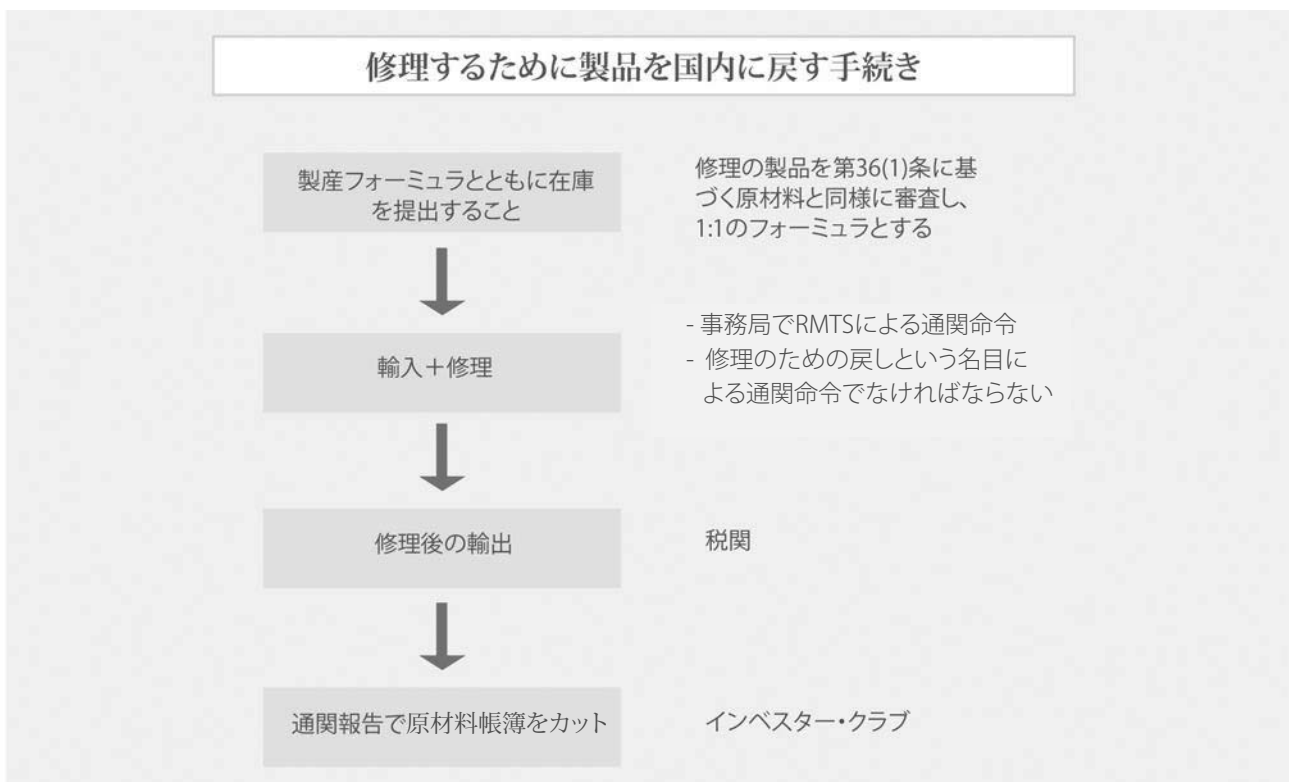 修理するために製品を国内に戻す手続き
製産フォーミュラとともに在庫
を提出すること
修理の製品を第36(1)条に基
づく原材料と同様に審査し、
1:1のフォーミュラとする
輸入＋修理
- 事務局でRMTSによる通関命令
- 修理のための戻しという名目に
よる通関命令でなければならない
修理後の輸出
税関
通関報告で原材料帳簿をカット
インベスター・クラブ